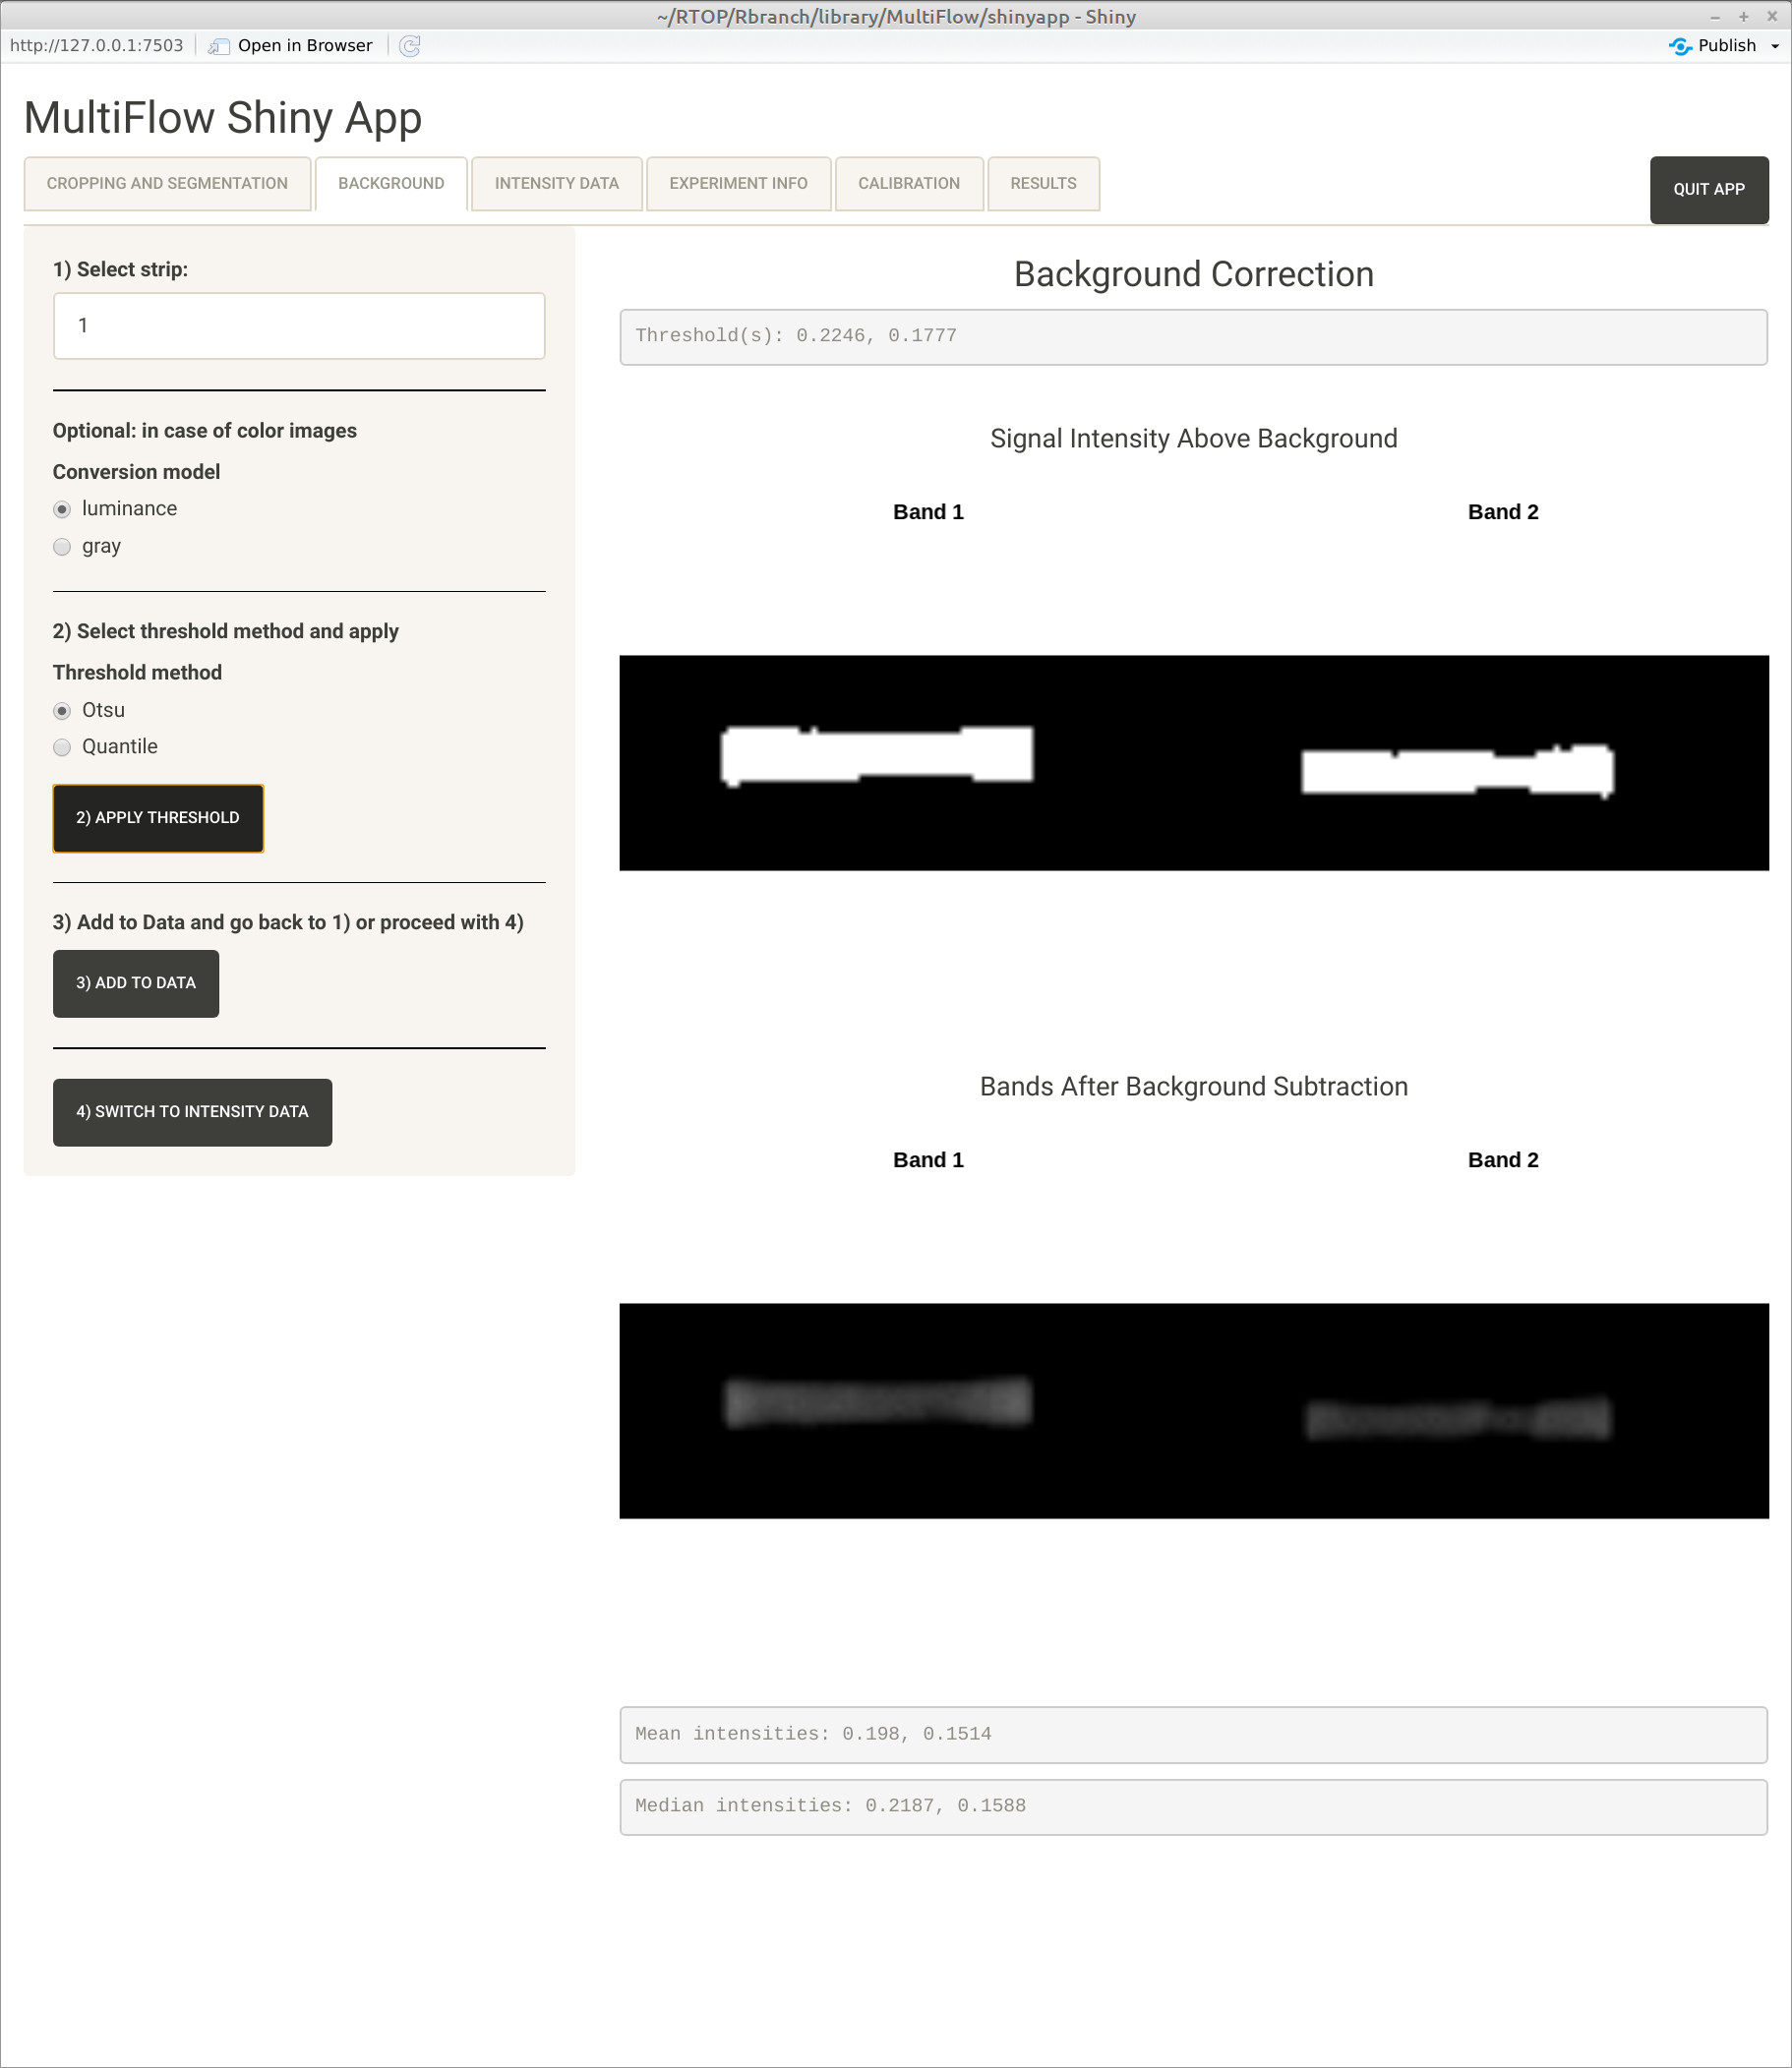 ~/RTOP/Rbranch/library/MultiFlow/shinyapp - Shiny
http://127.0.0.1:7503 Open in Browser Publish
MultiFlow Shiny App
CROPPING AND SEGMENTATION BACKGROUND INTENSITY DATA EXPERIMENT INFO CALIBRATION RESULTS QUIT APP
1) Select strip:
1
Optional: in case of color images
Conversion model
luminance
gray
2) Select threshold method and apply
Threshold method
Otsu
Quantile
2) APPLY THRESHOLD
3) Add to Data and go back to 1) or proceed with 4)
3) ADD TO DATA
4) SWITCH TO INTENSITY DATA
Background Correction
Threshold(s): 0.2246, 0.1777
Signal Intensity Above Background
Band 1 Band 2
Bands After Background Subtraction
Band 1 Band 2
Mean intensities: 0.198, 0.1514
Median intensities: 0.2187, 0.1588